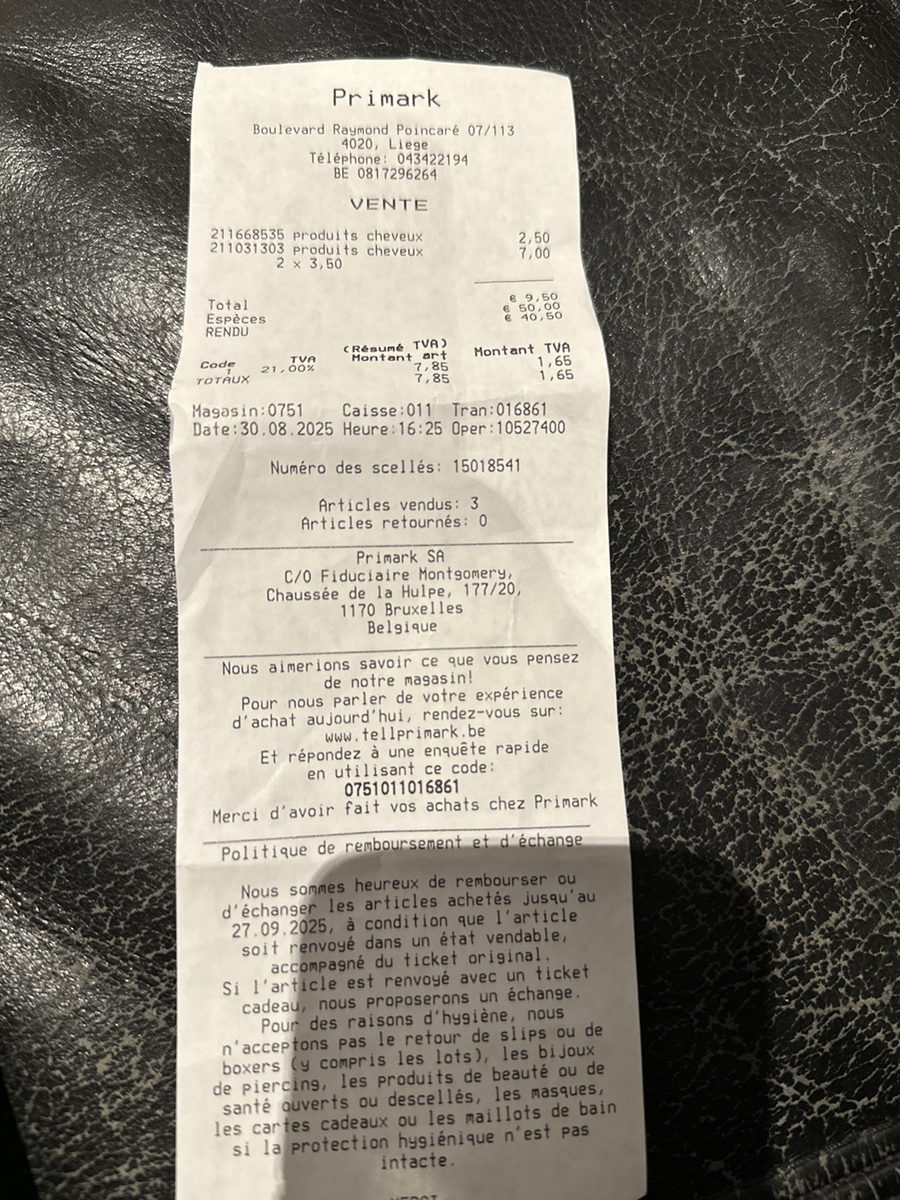 Primark
Boulevard Raymond Poincaré 07/113
4020, Liege
Téléphone: 043422194
BE 0817296264
VENTE
211668535 produits cheveux 2,50
211031303 produits cheveux 7,00
2 x 3,50
Total € 9,50
Espèces € 50,00
RENDU € 40,50
(Résumé TVA)
Code TVA Montant art Montant TVA
1 21,00% 7,85 1,65
TOTAUX 7,85 1,65
Magasin:0751 Caisse:011 Tran:016861
Date:30.08.2025 Heure:16:25 Oper:10527400
Numéro des scellés: 15018541
Articles vendus: 3
Articles retournés: 0
Primark SA
C/O Fiduciaire Montgomery,
Chaussée de la Hulpe, 177/20,
1170 Bruxelles
Belgique
Nous aimerions savoir ce que vous pensez
de notre magasin!
Pour nous parler de votre expérience
d'achat aujourd'hui, rendez-vous sur:
www.tellprimark.be
Et répondez à une enquête rapide
en utilisant ce code:
0751011016861
Merci d'avoir fait vos achats chez Primark
Politique de remboursement et d'échange
Nous sommes heureux de rembourser ou
d'échanger les articles achetés jusqu'au
27.09.2025, à condition que l'article
soit renvoyé dans un état vendable,
accompagné du ticket original.
Si l'article est renvoyé avec un ticket
cadeau, nous proposerons un échange.
Pour des raisons d'hygiène, nous
n'acceptons pas le retour de slips ou de
boxers (y compris les lots), les bijoux
de piercing, les produits de beauté ou de
santé ouverts ou descellés, les masques,
les cartes cadeaux ou les maillots de bain
si la protection hygiénique n'est pas
intacte.